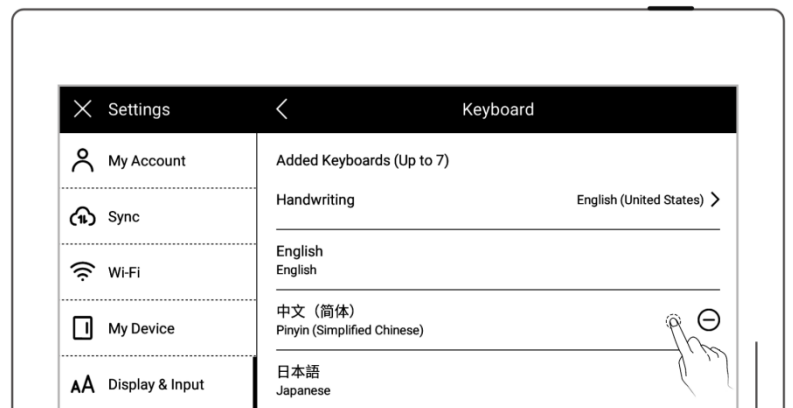 Settings
Keyboard
My Account
Sync
Wi-Fi
My Device
Display & Input
Added Keyboards (Up to 7)
Handwriting
English (United States)
English
English
中文（简体）
Pinyin (Simplified Chinese)
日本語
Japanese